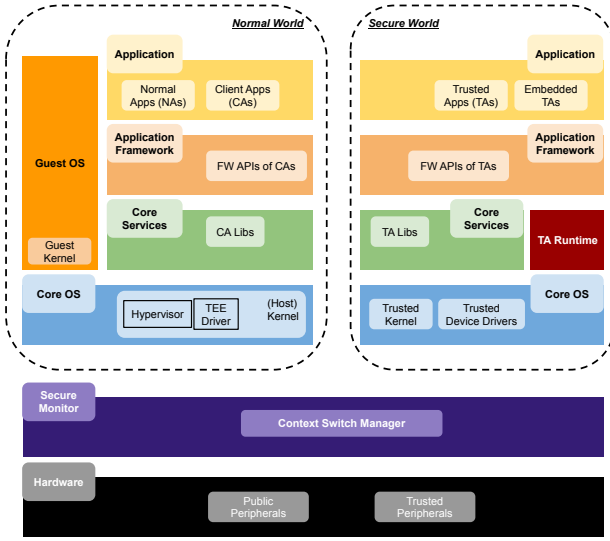 Normal World
Secure World
Application
Normal
Apps (NAs)
Client Apps
(CAs)
Application
Trusted
Apps (TAs)
Embedded
TAs
Guest OS
Guest
Kernel
Application
Framework
FW APIs of CAs
Application
Framework
FW APIs of TAs
Core
Services
CA Libs
TA Libs
Core
Services
TA Runtime
Core OS
Hypervisor
TEE
Driver
(Host)
Kernel
Trusted
Kernel
Trusted
Device Drivers
Core OS
Secure
Monitor
Context Switch Manager
Hardware
Public
Peripherals
Trusted
Peripherals